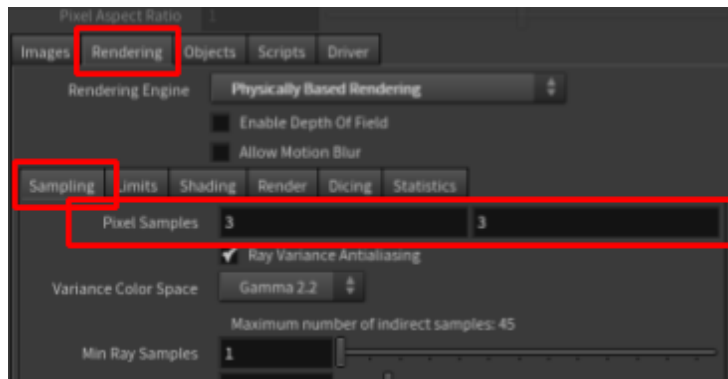 Pixel Aspect Ratio 1
Images Rendering Objects Scripts Driver
Rendering Engine Physically Based Rendering
Enable Depth Of Field
Allow Motion Blur
Sampling Limits Shading Render Dicing Statistics
Pixel Samples 3 3
Ray Variance Antialiasing
Variance Color Space Gamma 2.2
Maximum number of indirect samples: 45
Min Ray Samples 1